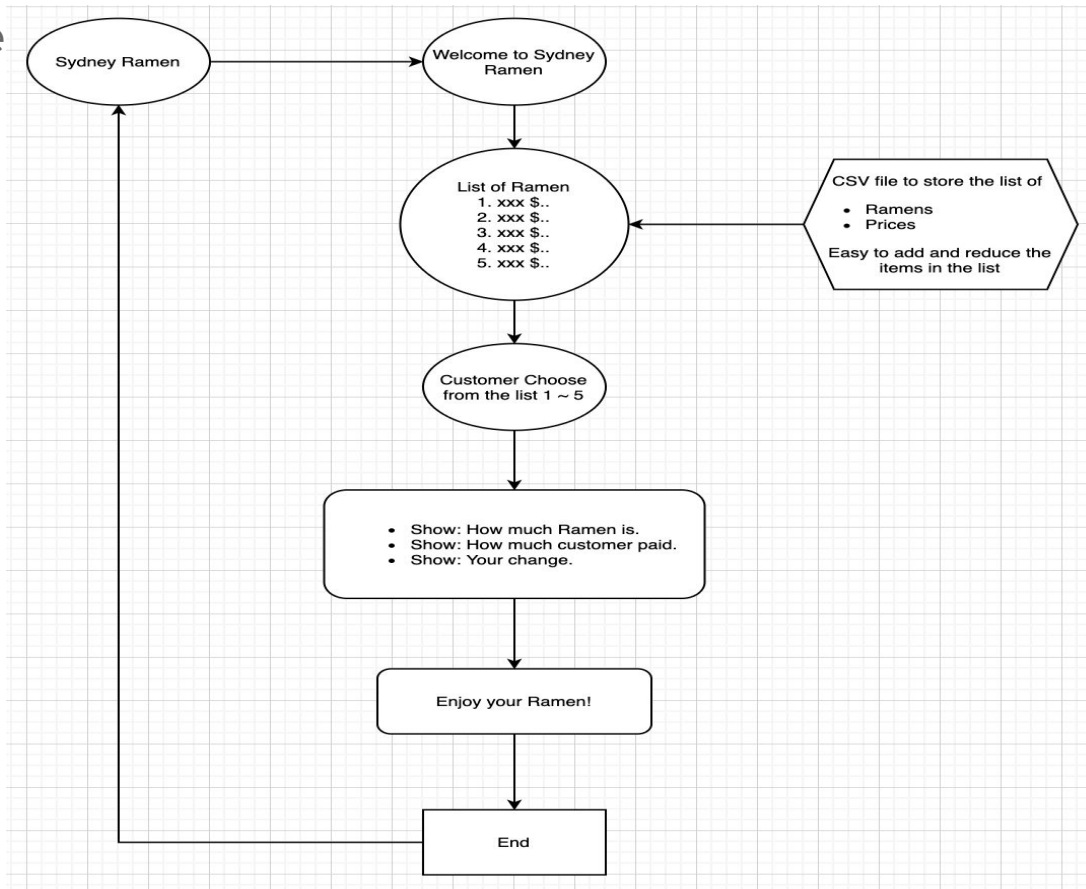 Sydney Ramen
Welcome to Sydney
Ramen
List of Ramen
1. xxx $..
2. xxx $..
3. xxx $..
4. xxx $..
5. xxx $..
CSV file to store the list of
• Ramens
• Prices
Easy to add and reduce the
items in the list
Customer Choose
from the list 1 ~ 5
• Show: How much Ramen is.
• Show: How much customer paid.
• Show: Your change.
Enjoy your Ramen!
End